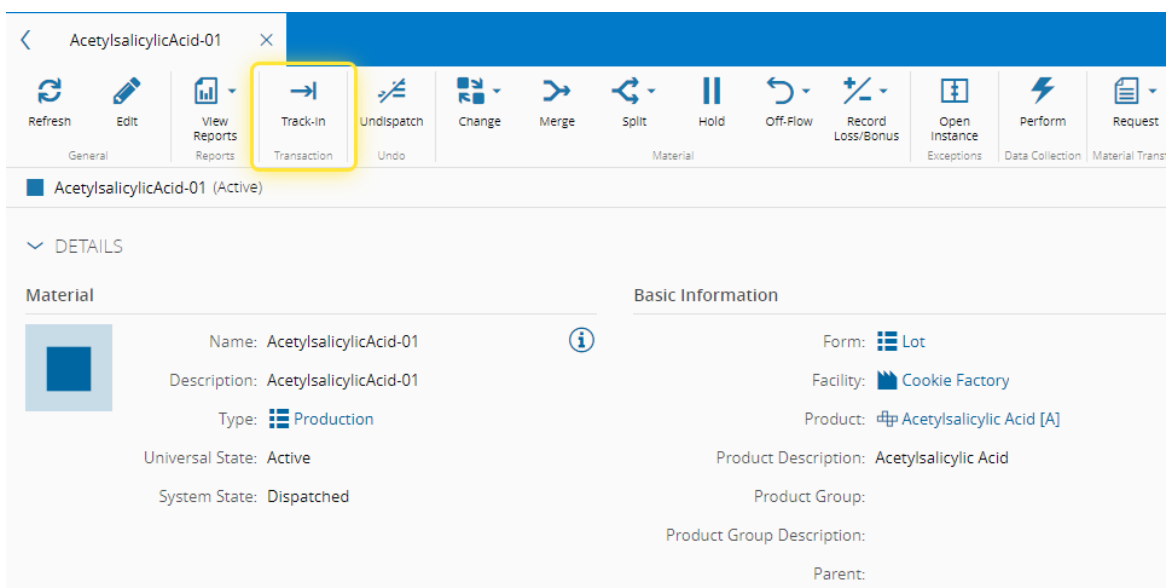 AcetylsalicylicAcid-01
Refresh Edit View Reports Track-In Undispatch Change Merge Split Hold Off-Flow Record Loss/Bonus Open Instance Perform Request
General Reports Transaction Undo Material Exceptions Data Collection Material Trans
AcetylsalicylicAcid-01 (Active)
DETAILS
Material
Name: AcetylsalicylicAcid-01
Description: AcetylsalicylicAcid-01
Type: Production
Universal State: Active
System State: Dispatched
Basic Information
Form: Lot
Facility: Cookie Factory
Product: Acetylsalicylic Acid [A]
Product Description: Acetylsalicylic Acid
Product Group:
Product Group Description:
Parent: